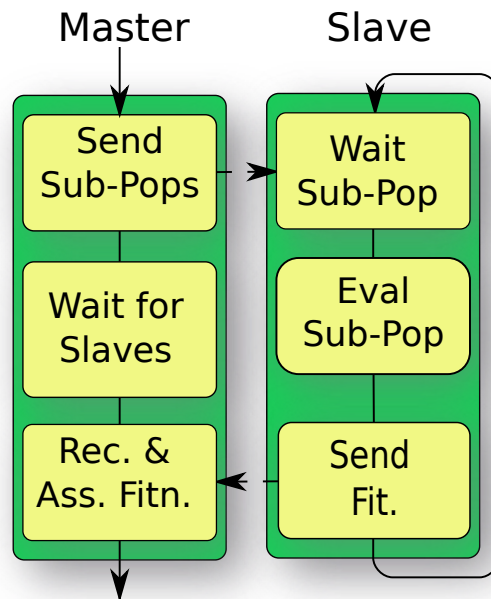 Master
Send
Sub-Pops
Wait for
Slaves
Rec. &
Ass. Fitn.
Slave
Wait
Sub-Pop
Eval
Sub-Pop
Send
Fit.